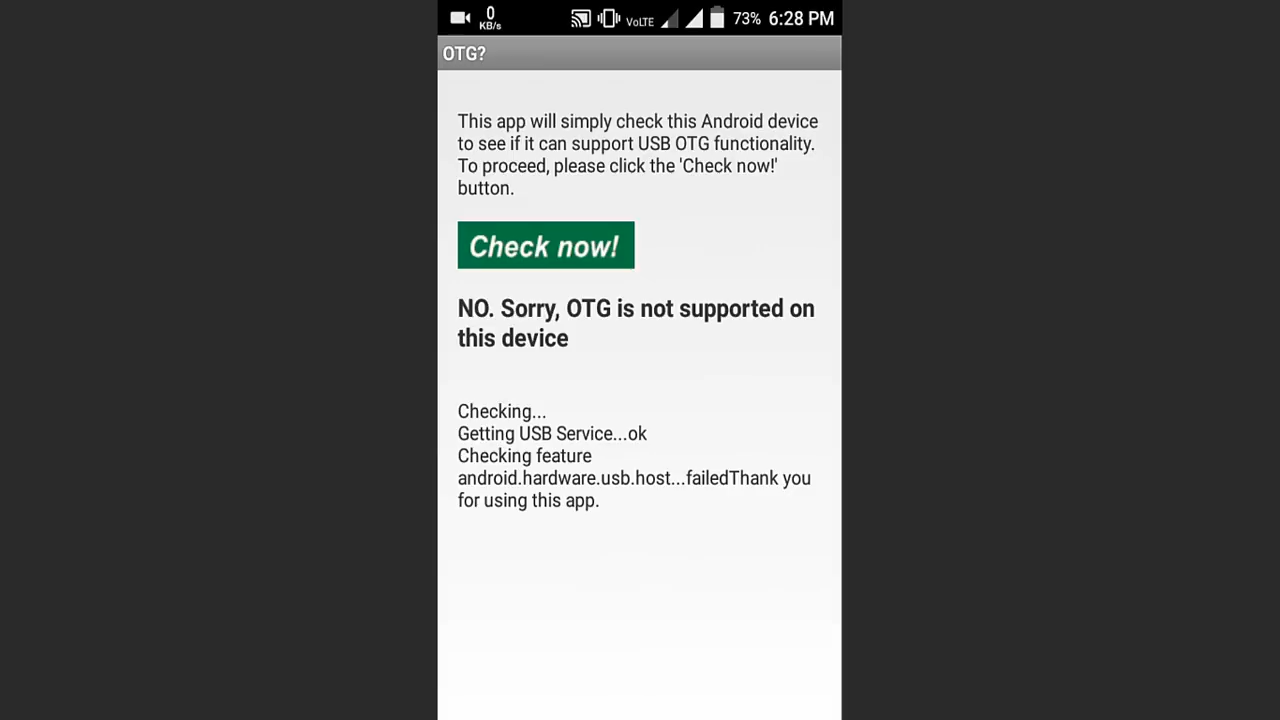 0
KB/s
VoLTE
73%
6:28 PM
OTG?
This app will simply check this Android device
to see if it can support USB OTG functionality.
To proceed, please click the 'Check now!'
button.
Check now!
NO. Sorry, OTG is not supported on
this device
Checking...
Getting USB Service...ok
Checking feature
android.hardware.usb.host...failedThank you
for using this app.